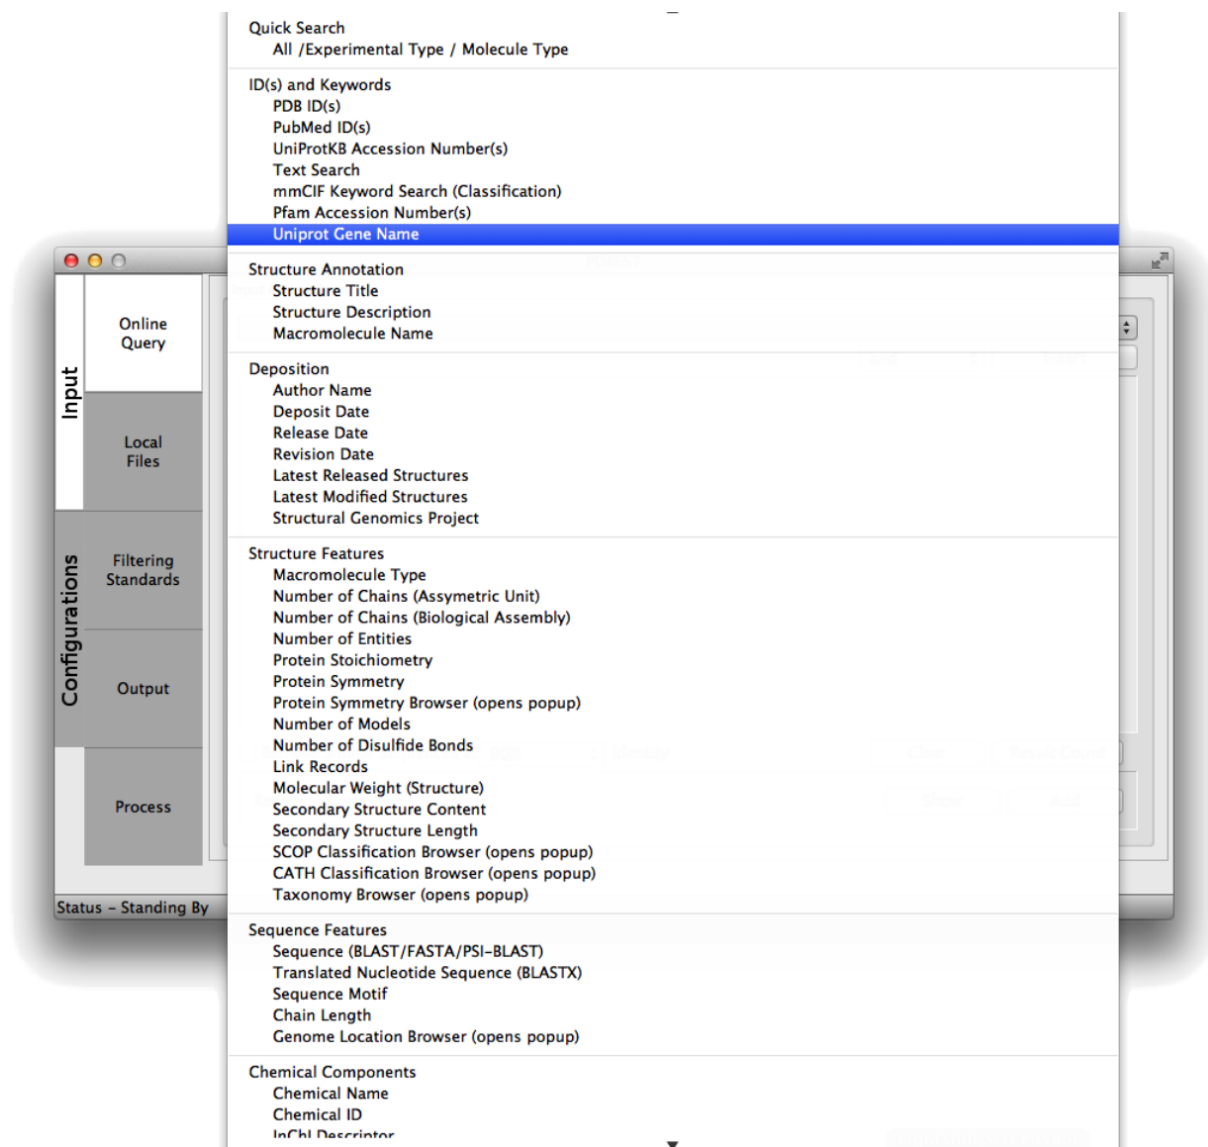 Quick Search
All /Experimental Type / Molecule Type
ID(s) and Keywords
PDB ID(s)
PubMed ID(s)
UniProtKB Accession Number(s)
Text Search
mmCIF Keyword Search (Classification)
Pfam Accession Number(s)
Uniprot Gene Name
Structure Annotation
Structure Title
Structure Description
Macromolecule Name
Deposition
Author Name
Deposit Date
Release Date
Revision Date
Latest Released Structures
Latest Modified Structures
Structural Genomics Project
Structure Features
Macromolecule Type
Number of Chains (Assymetric Unit)
Number of Chains (Biological Assembly)
Number of Entities
Protein Stoichiometry
Protein Symmetry
Protein Symmetry Browser (opens popup)
Number of Models
Number of Disulfide Bonds
Link Records
Molecular Weight (Structure)
Secondary Structure Content
Secondary Structure Length
SCOP Classification Browser (opens popup)
CATH Classification Browser (opens popup)
Taxonomy Browser (opens popup)
Sequence Features
Sequence (BLAST/FASTA/PSI-BLAST)
Translated Nucleotide Sequence (BLASTX)
Sequence Motif
Chain Length
Genome Location Browser (opens popup)
Chemical Components
Chemical Name
Chemical ID
InChI Descriptor
Input
Online
Query
Local
Files
Configurations
Filtering
Standards
Output
Process
Status - Standing By